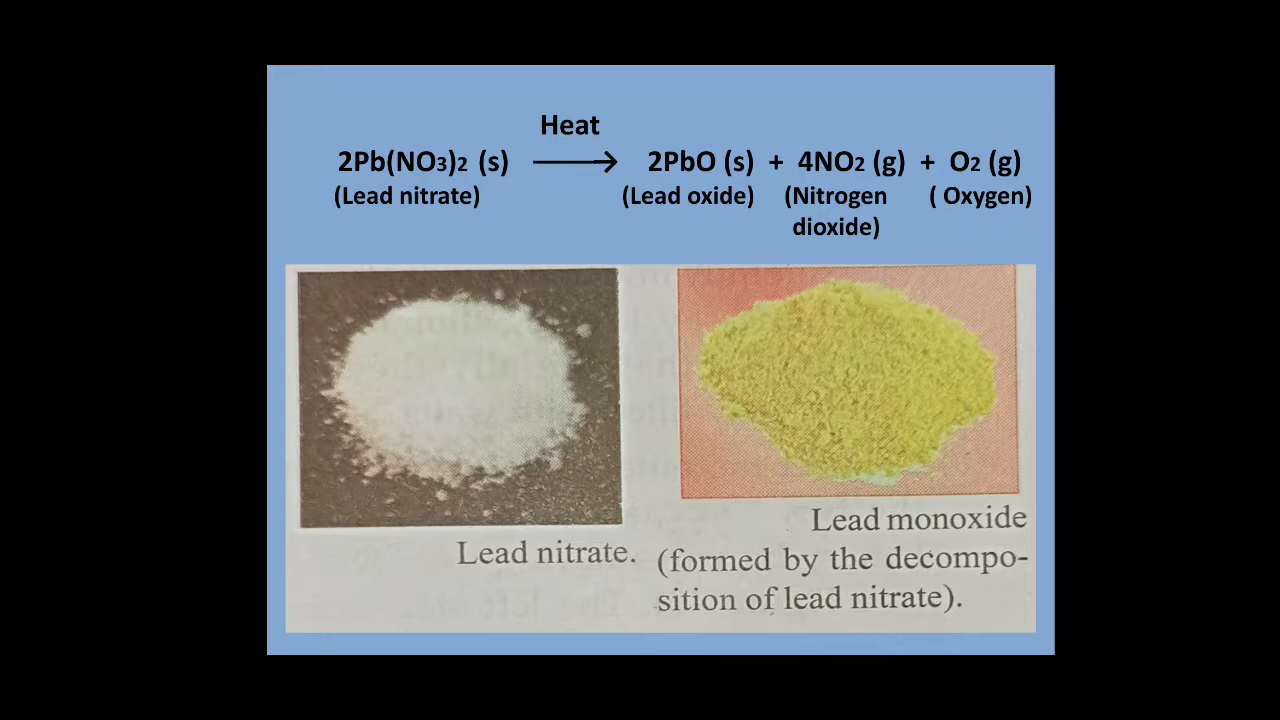 Heat
2Pb(NO3)2 (s) ⟶ 2PbO (s) + 4NO2 (g) + O2 (g)
(Lead nitrate) (Lead oxide) (Nitrogen ( Oxygen)
dioxide)
Lead nitrate.
Lead monoxide
(formed by the decompo-
sition of lead nitrate).